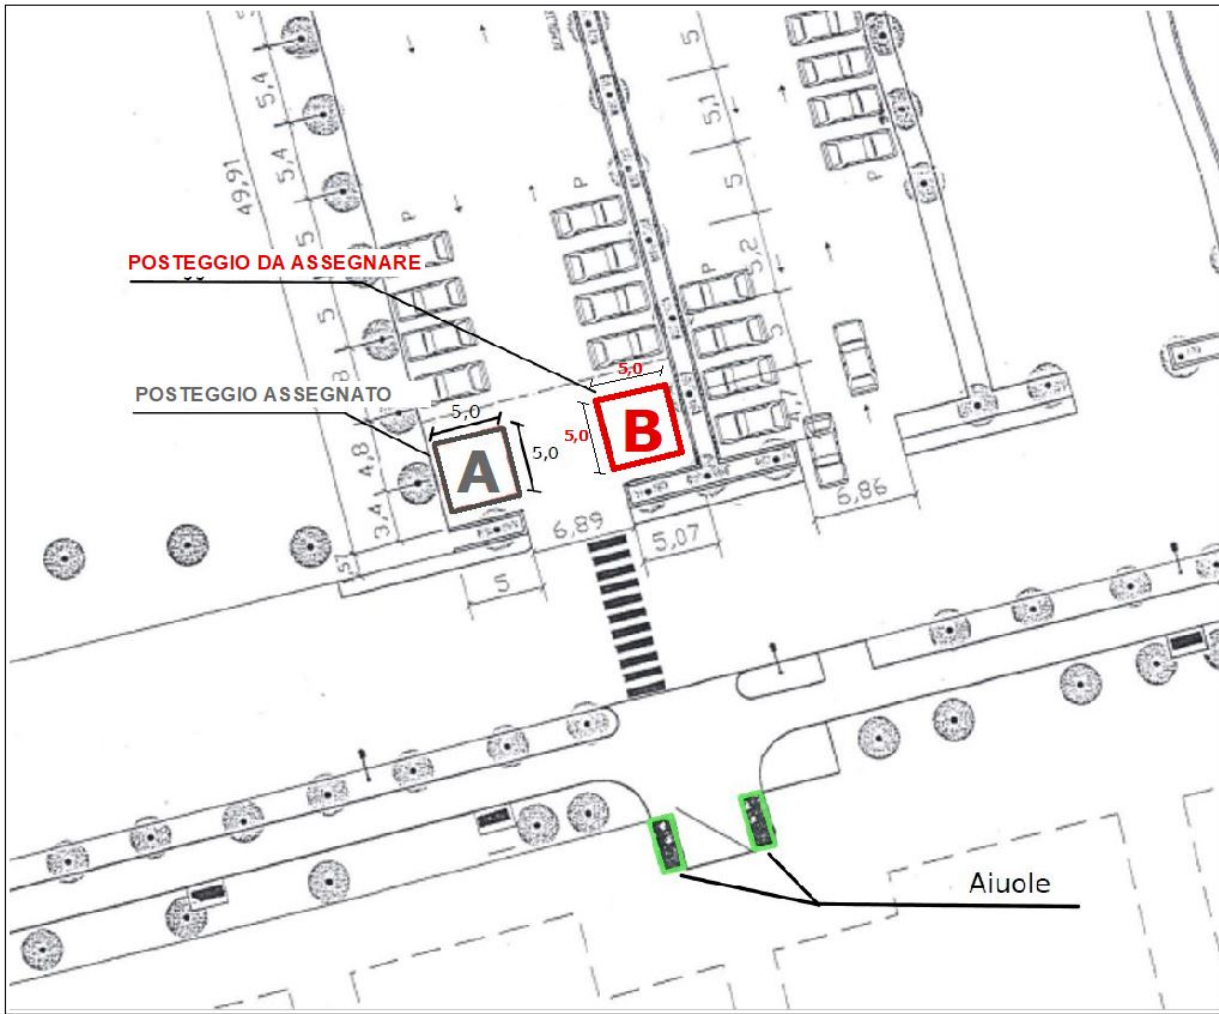 5,4
5,4
49,91
5
5,1
5
5,2
5
P
P
P
P
5
5
POSTEGGIO DA ASSEGNARE
POSTEGGIO ASSEGNATO
5,0
5,0
A
5,0
5,0
B
4,8
3,4
6,89
5,07
6,86
5
Aiuole